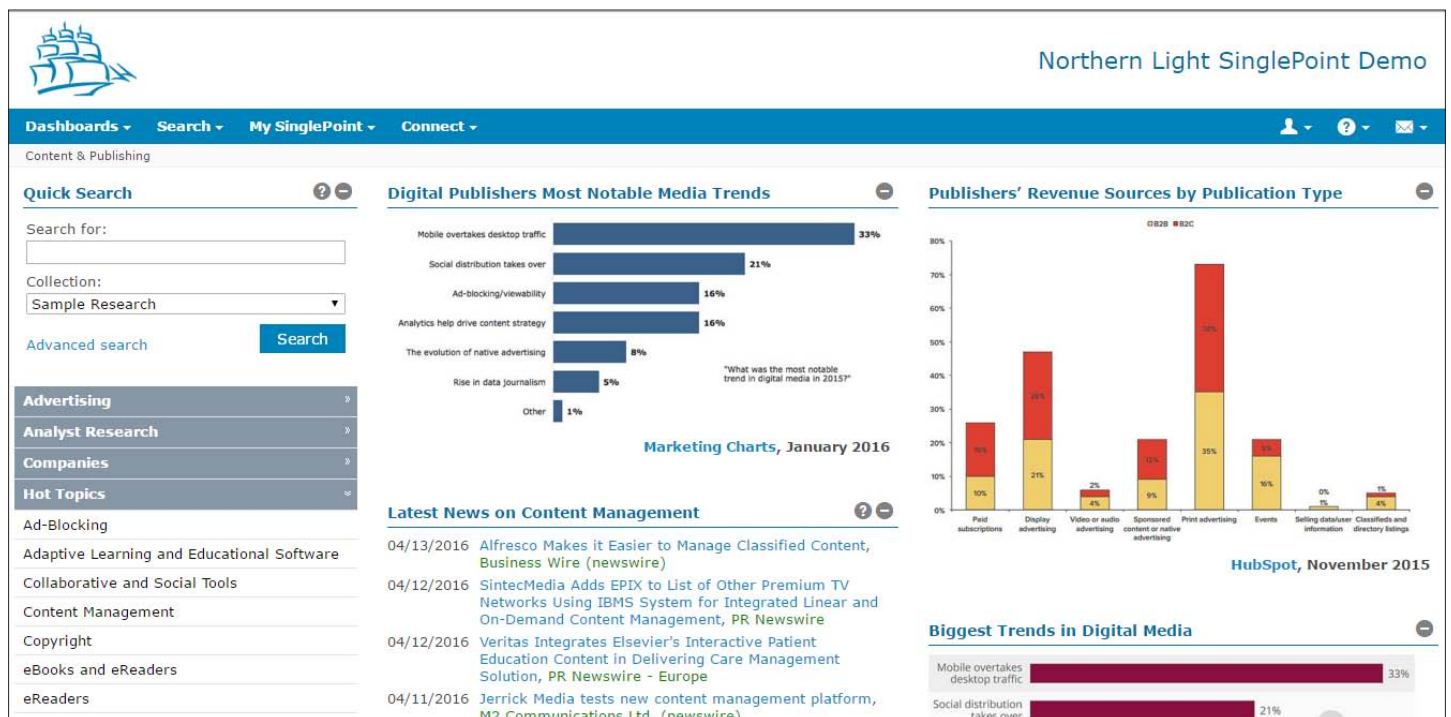 Northern Light SinglePoint Demo
Dashboards
Search
My SinglePoint
Connect
Content & Publishing
Quick Search
Search for:
Collection:
Sample Research
Advanced search
Search
Advertising
Analyst Research
Companies
Hot Topics
Ad-Blocking
Adaptive Learning and Educational Software
Collaborative and Social Tools
Content Management
Copyright
eBooks and eReaders
eReaders
Digital Publishers Most Notable Media Trends
Mobile overtakes desktop traffic 33%
Social distribution takes over 21%
Ad-blocking/viewability 16%
Analytics help drive content strategy 16%
The evolution of native advertising 8%
Rise in data journalism 5%
Other 1%
"What was the most notable
trend in digital media in 2015?"
Marketing Charts, January 2016
Latest News on Content Management
04/13/2016 Alfresco Makes it Easier to Manage Classified Content,
Business Wire (newswire)
04/12/2016 SintecMedia Adds EPIX to List of Other Premium TV
Networks Using IBMS System for Integrated Linear and
On-Demand Content Management, PR Newswire
04/12/2016 Veritas Integrates Elsevier's Interactive Patient
Education Content in Delivering Care Management
Solution, PR Newswire - Europe
04/11/2016 Jerrick Media tests new content management platform,
M2 Communications Ltd. (newswire)
Publishers' Revenue Sources by Publication Type
B2B B2C
80%
70%
60%
50%
40%
30%
20%
10%
0%
10%
21%
2%
4%
9%
35%
16%
0%
1%
1%
4%
Paid
subscriptions
Display
advertising
Video or audio
advertising
Sponsored
content or native
advertising
Print advertising
Events
Selling data/user
information
Classifieds and
directory listings
HubSpot, November 2015
Biggest Trends in Digital Media
Mobile overtakes
desktop traffic
33%
Social distribution
takes over
21%